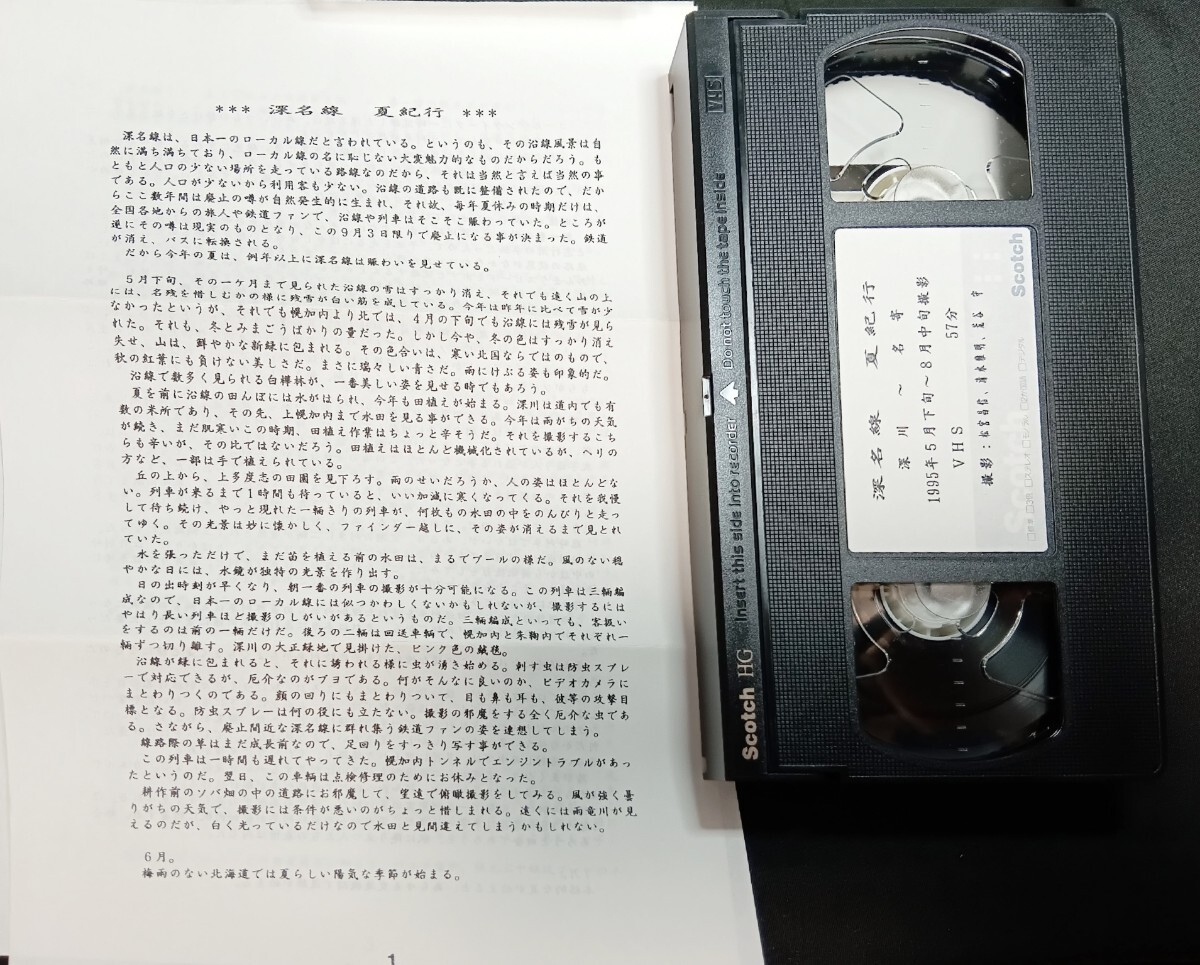 *** 深名線　夏紀行 ***
深名線は、日本一のローカル線だと言われている。というのも、その沿線風景は自
然に満ち満ちており、ローカル線の名に恥じない大変魅力的なものだからだろう。も
ともと人口の少ない場所を走っている路線なのだから、それは当然と言えば当然の事
である。人口が少ないから利用客も少ない。沿線の道路も既に整備されたので、だか
らここ数年間は廃止の噂が自然発生的に生まれ、それ故、毎年夏休みの時期だけは、
全国各地からの旅人や鉄道ファンで、沿線や列車はそこそこ賑わっていた。ところが
遂にその噂は現実のものとなり、この9月3日限りで廃止になる事が決まった。鉄道
が消え、バスに転換される。
だから今年の夏は、例年以上に深名線は賑わいを見せている。
5月下旬、その一ケ月まで見られた沿線の雪はすっかり消え、それでも遠く山の上
には、名残を惜しむかの様に残雪が白い筋を成している。今年は昨年に比べて雪が少
なかったというが、それでも幌加内より北では、4月の下旬でも沿線には残雪が見ら
れた。それも、冬とみまごうばかりの量だった。しかし今や、冬の色はすっかり消え
失せ、山は、鮮やかな新緑に包まれる。その色合いは、寒い北国ならではのもので、
秋の紅葉にも負けない美しさだ。まさに瑞々しい青さだ。雨にけぶる姿も印象的だ。
沿線で数多く見られる白樺林が、一番美しい姿を見せる時でもあろう。
夏を前に沿線の田んぼには水がはられ、今年も田植えが始まる。深川は道内でも有
数の米所であり、その先、上幌加内まで水田を見る事ができる。今年は雨がちの天気
が続き、まだ肌寒いこの時期、田植え作業はちょっと辛そうだ。それを撮影するこち
らも辛いが、その比ではないだろう。田植えはほとんど機械化されているが、へりの
方など、一部は手で植えられている。
丘の上から、上多度志の田園を見下ろす。雨のせいだろうか、人の姿はほとんどな
い。列車が来るまで1時間も待っていると、いい加減に寒くなってくる。それを我慢
して待ち続け、やっと現れた一輌きりの列車が、何枚もの水田の中をのんびりと走っ
てゆく。その光景は妙に懐かしく、ファインダー越しに、その姿が消えるまで見とれ
ていた。
水を張っただけで、まだ苗を植える前の水田は、まるでプールの様だ。風のない穏
やかな日には、水鏡が独特の光景を作り出す。
日の出時刻が早くなり、朝一番の列車の撮影が十分可能になる。この列車は三輌編
成なので、日本一のローカル線には似つかわしくないかもしれないが、撮影するには
やはり長い列車ほど撮影のしがいがあるというものだ。三輌編成といっても、客扱い
をするのは前の一輌だけだ。後ろの二輌は回送車輌で、幌加内と朱鞠内でそれぞれ一
輌ずつ切り離す。深川の大正緑地で見掛けた、ピンク色の絨毯。
沿線が緑に包まれると、それに誘われる様に虫が湧き始める。刺す虫は防虫スプレ
ーで対応できるが、厄介なのがブヨである。何がそんなに良いのか、ビデオカメラに
まとわりつくのである。顔の回りにもまとわりついて、目も鼻も耳も、彼等の攻撃目
標となる。防虫スプレーは何の役にも立たない。撮影の邪魔をする全く厄介な虫であ
る。さながら、廃止間近な深名線に群れ集う鉄道ファンの姿を連想してしまう。
線路際の草はまだ成長前なので、足回りをすっきり写す事ができる。
この列車は一時間も遅れてやってきた。幌加内トンネルでエンジントラブルがあっ
たというのだ。翌日、この車輌は点検修理のためにお休みとなった。
耕作前のソバ畑の中の道路にお邪魔して、望遠で俯瞰撮影をしてみる。風が強く曇
りがちの天気で、撮影には条件が悪いのがちょっと惜しまれる。遠くには雨竜川が見
えるのだが、白く光っているだけなので水田と見間違えてしまうかもしれない。
6月。
梅雨のない北海道では夏らしい陽気な季節が始まる。
1
VHS
Insert this side into recorder Do not touch the tape inside
Scotch HG
深名線　夏紀行
深川～名寄
1995年5月下旬～8月中旬撮影
VHS　57分
Scotch